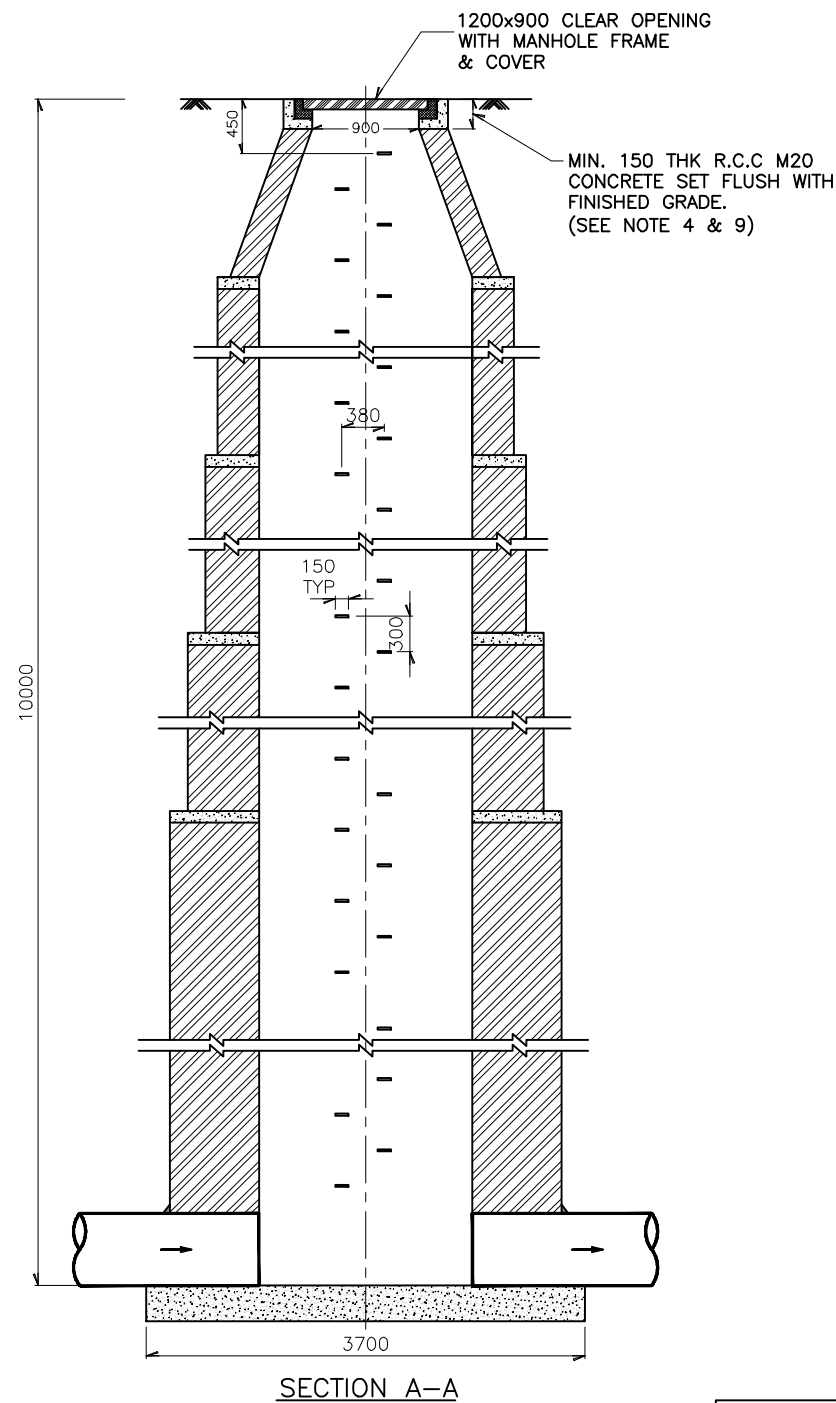 1200x900 CLEAR OPENING
WITH MANHOLE FRAME
& COVER
450
900
MIN. 150 THK R.C.C M20
CONCRETE SET FLUSH WITH
FINISHED GRADE.
(SEE NOTE 4 & 9)
380
150
TYP
300
10000
3700
SECTION A-A